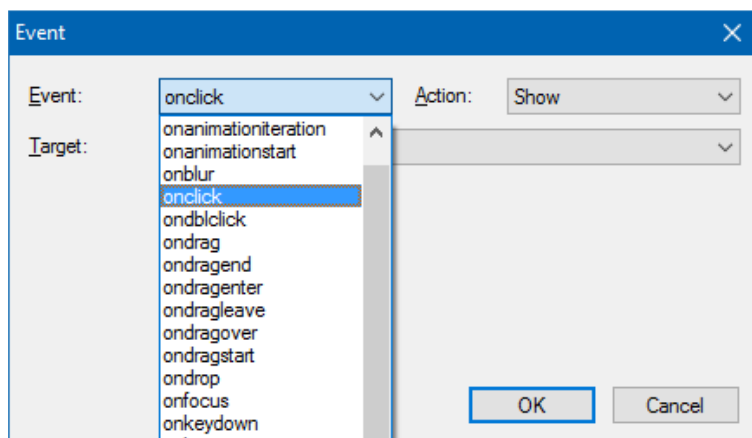 Event
Event: onclick Action: Show
Target:
onanimationiteration
onanimationstart
onblur
onclick
ondblclick
ondrag
ondragend
ondragenter
ondragleave
ondragover
ondragstart
ondrop
onfocus
onkeydown
OK Cancel